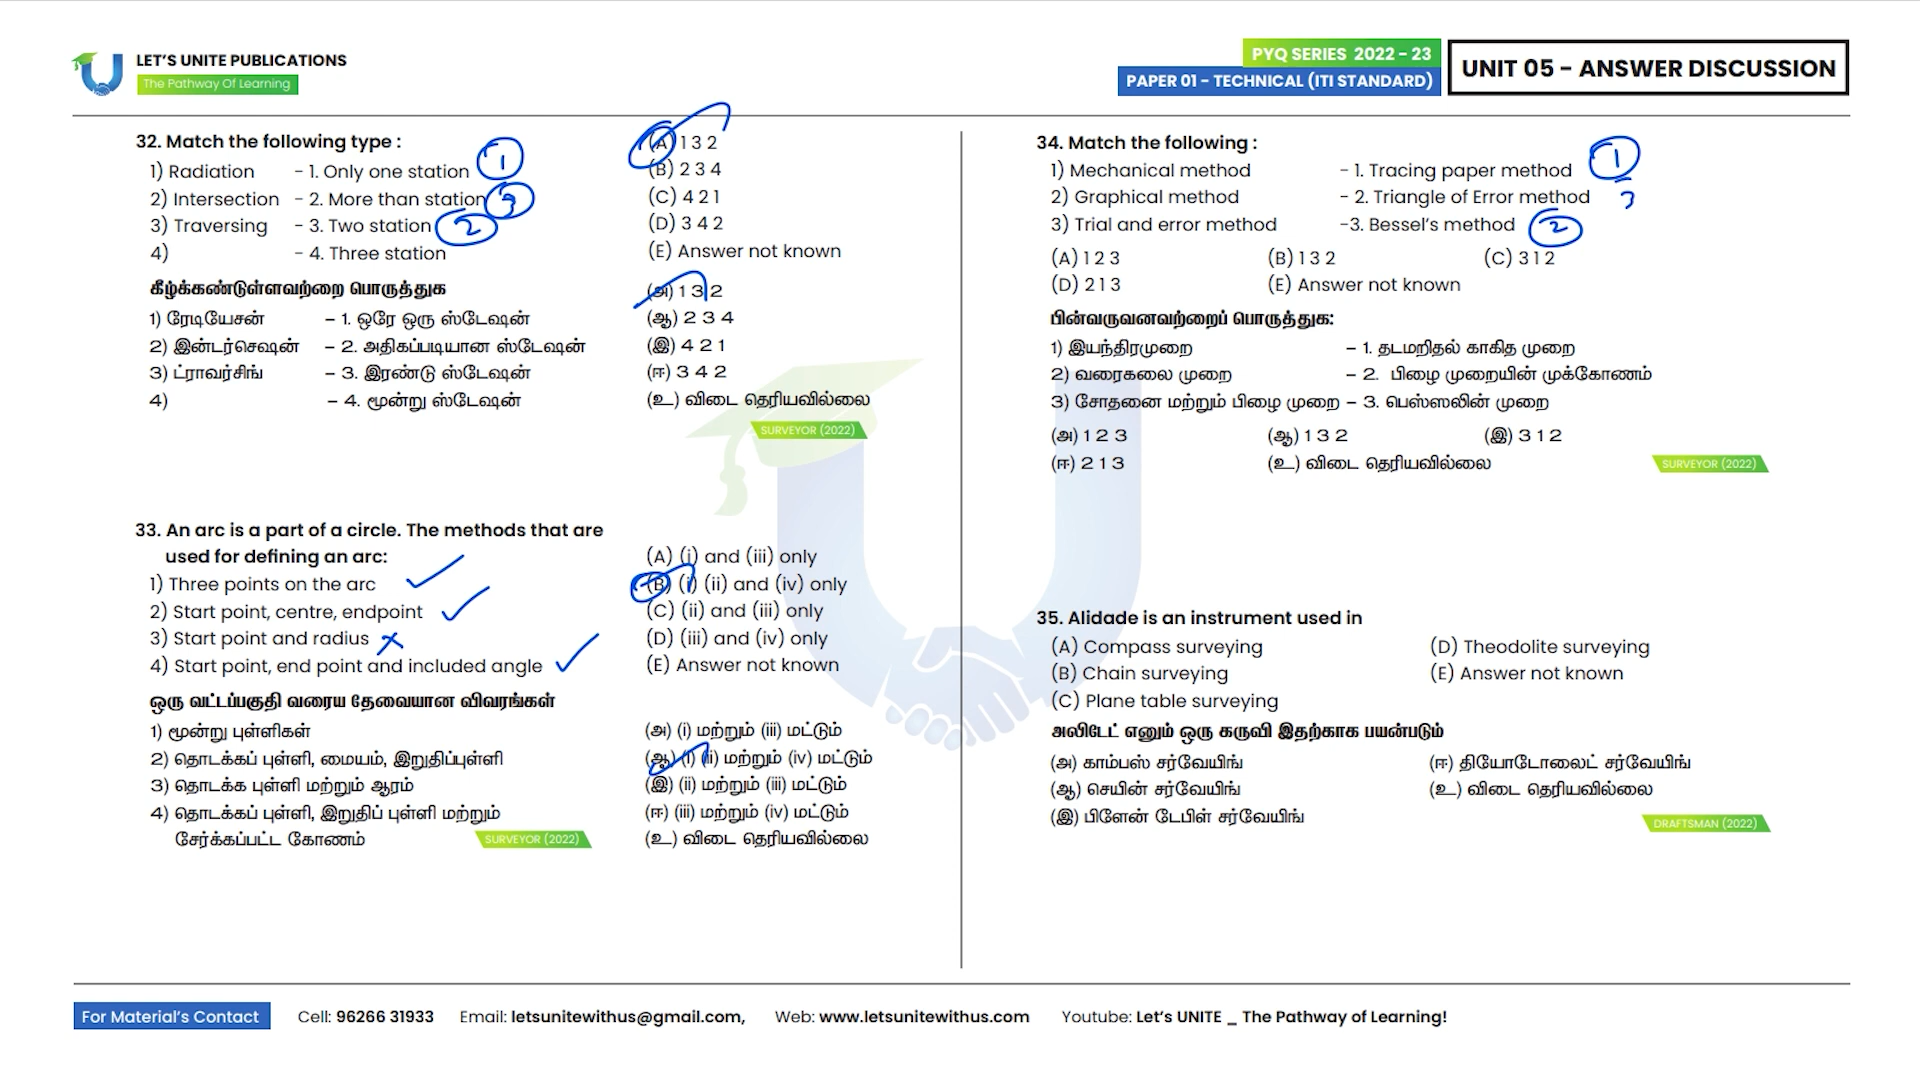 LET'S UNITE PUBLICATIONS
The Pathway Of Learning
PYQ SERIES 2022 - 23
PAPER 01 - TECHNICAL (ITI STANDARD)
UNIT 05 - ANSWER DISCUSSION
32. Match the following type :
1) Radiation - 1. Only one station 1
2) Intersection - 2. More than station 3
3) Traversing - 3. Two station 2
4) - 4. Three station
(A) 1 3 2
(B) 2 3 4
(C) 4 2 1
(D) 3 4 2
(E) Answer not known
கீழ்க்கண்டுள்ளவற்றை பொருத்துக
1) ரேடியேசன் – 1. ஒரே ஒரு ஸ்டேஷன்
2) இன்டர்செஷன் – 2. அதிகப்படியான ஸ்டேஷன்
3) ட்ராவர்சிங் – 3. இரண்டு ஸ்டேஷன்
4) – 4. மூன்று ஸ்டேஷன்
(அ) 1 3 2
(ஆ) 2 3 4
(இ) 4 2 1
(ஈ) 3 4 2
(உ) விடை தெரியவில்லை
SURVEYOR (2022)
33. An arc is a part of a circle. The methods that are
used for defining an arc:
1) Three points on the arc
2) Start point, centre, endpoint
3) Start point and radius
4) Start point, end point and included angle
(A) (i) and (iii) only
(B) (i) (ii) and (iv) only
(C) (ii) and (iii) only
(D) (iii) and (iv) only
(E) Answer not known
ஒரு வட்டப்பகுதி வரைய தேவையான விவரங்கள்
1) மூன்று புள்ளிகள்
2) தொடக்கப் புள்ளி, மையம், இறுதிப்புள்ளி
3) தொடக்க புள்ளி மற்றும் ஆரம்
4) தொடக்கப் புள்ளி, இறுதிப் புள்ளி மற்றும்
சேர்க்கப்பட்ட கோணம்
SURVEYOR (2022)
(அ) (i) மற்றும் (iii) மட்டும்
(ஆ) (i) (ii) மற்றும் (iv) மட்டும்
(இ) (ii) மற்றும் (iii) மட்டும்
(ஈ) (iii) மற்றும் (iv) மட்டும்
(உ) விடை தெரியவில்லை
34. Match the following :
1) Mechanical method - 1. Tracing paper method 1
2) Graphical method - 2. Triangle of Error method 3
3) Trial and error method -3. Bessel's method 2
(A) 1 2 3 (B) 1 3 2 (C) 3 1 2
(D) 2 1 3 (E) Answer not known
பின்வருவனவற்றைப் பொருத்துக:
1) இயந்திரமுறை – 1. தடமறிதல் காகித முறை
2) வரைகலை முறை – 2. பிழை முறையின் முக்கோணம்
3) சோதனை மற்றும் பிழை முறை – 3. பெஸ்ஸலின் முறை
(அ) 1 2 3 (ஆ) 1 3 2 (இ) 3 1 2
(ஈ) 2 1 3 (உ) விடை தெரியவில்லை
SURVEYOR (2022)
35. Alidade is an instrument used in
(A) Compass surveying (D) Theodolite surveying
(B) Chain surveying (E) Answer not known
(C) Plane table surveying
அலிடேட் எனும் ஒரு கருவி இதற்காக பயன்படும்
(அ) காம்பஸ் சர்வேயிங் (ஈ) தியோடோலைட் சர்வேயிங்
(ஆ) செயின் சர்வேயிங் (உ) விடை தெரியவில்லை
(இ) பிளேன் டேபிள் சர்வேயிங்
DRAFTSMAN (2022)
For Material's Contact Cell: 96266 31933 Email: letsunitewithus@gmail.com, Web: www.letsunitewithus.com Youtube: Let's UNITE _ The Pathway of Learning!